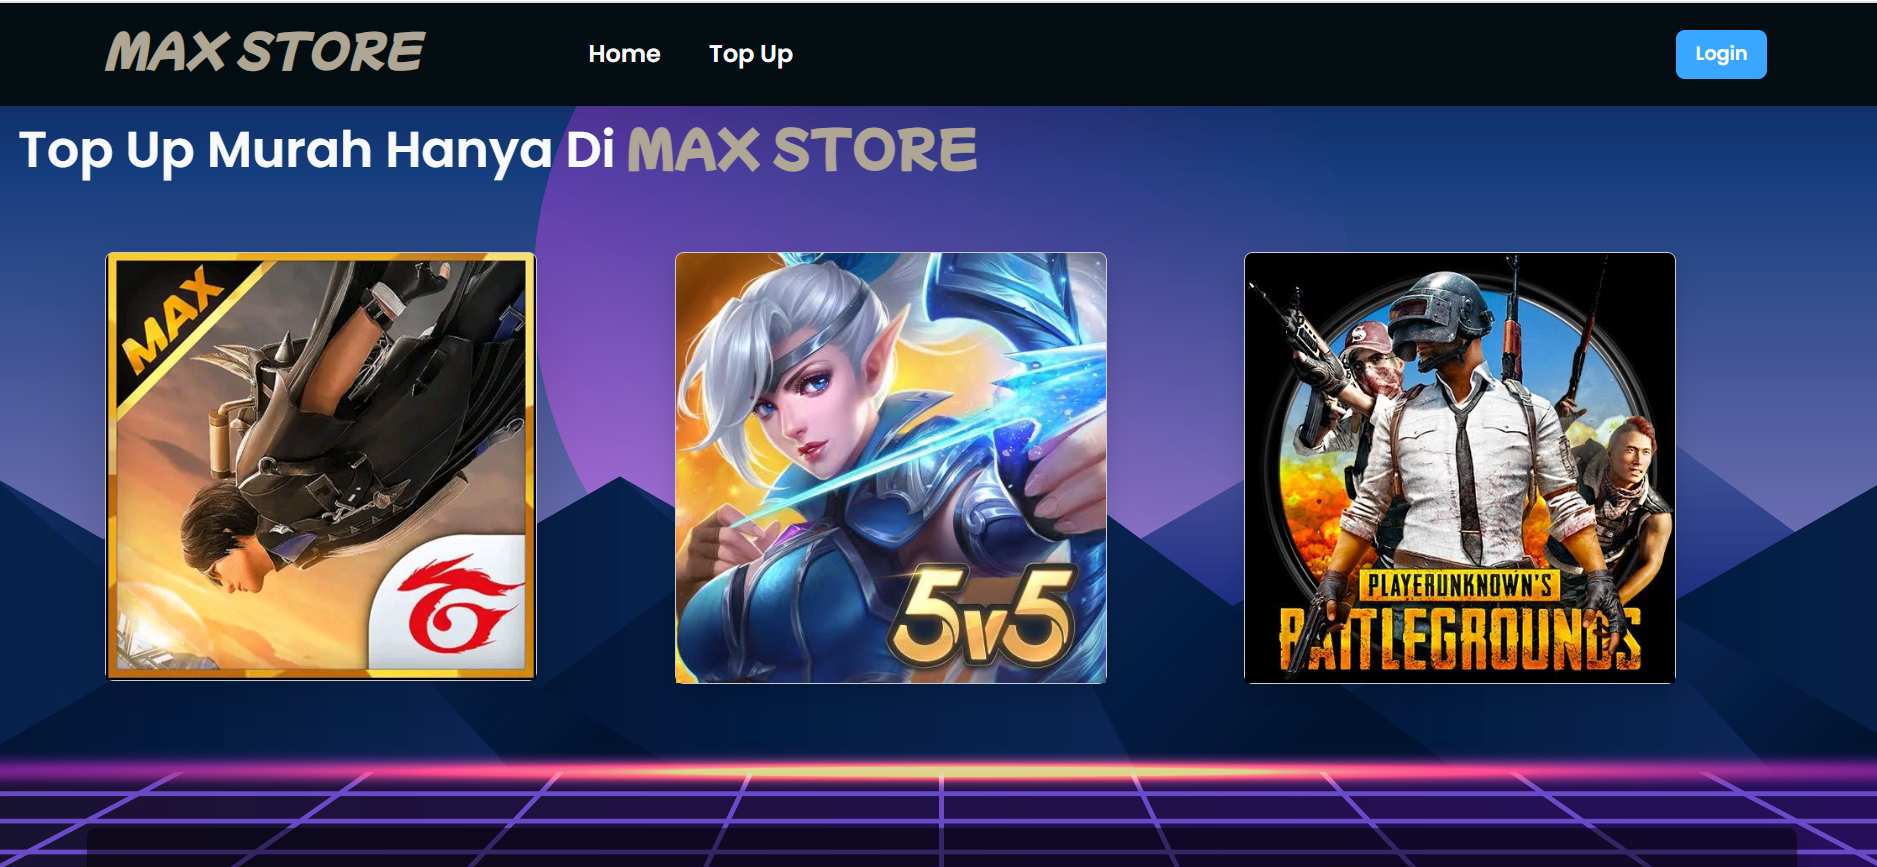 MAX STORE
Home
Top Up
Login
Top Up Murah Hanya Di MAX STORE
MAX
5v5
PLAYERUNKNOWN'S
BATTLEGROUNDS